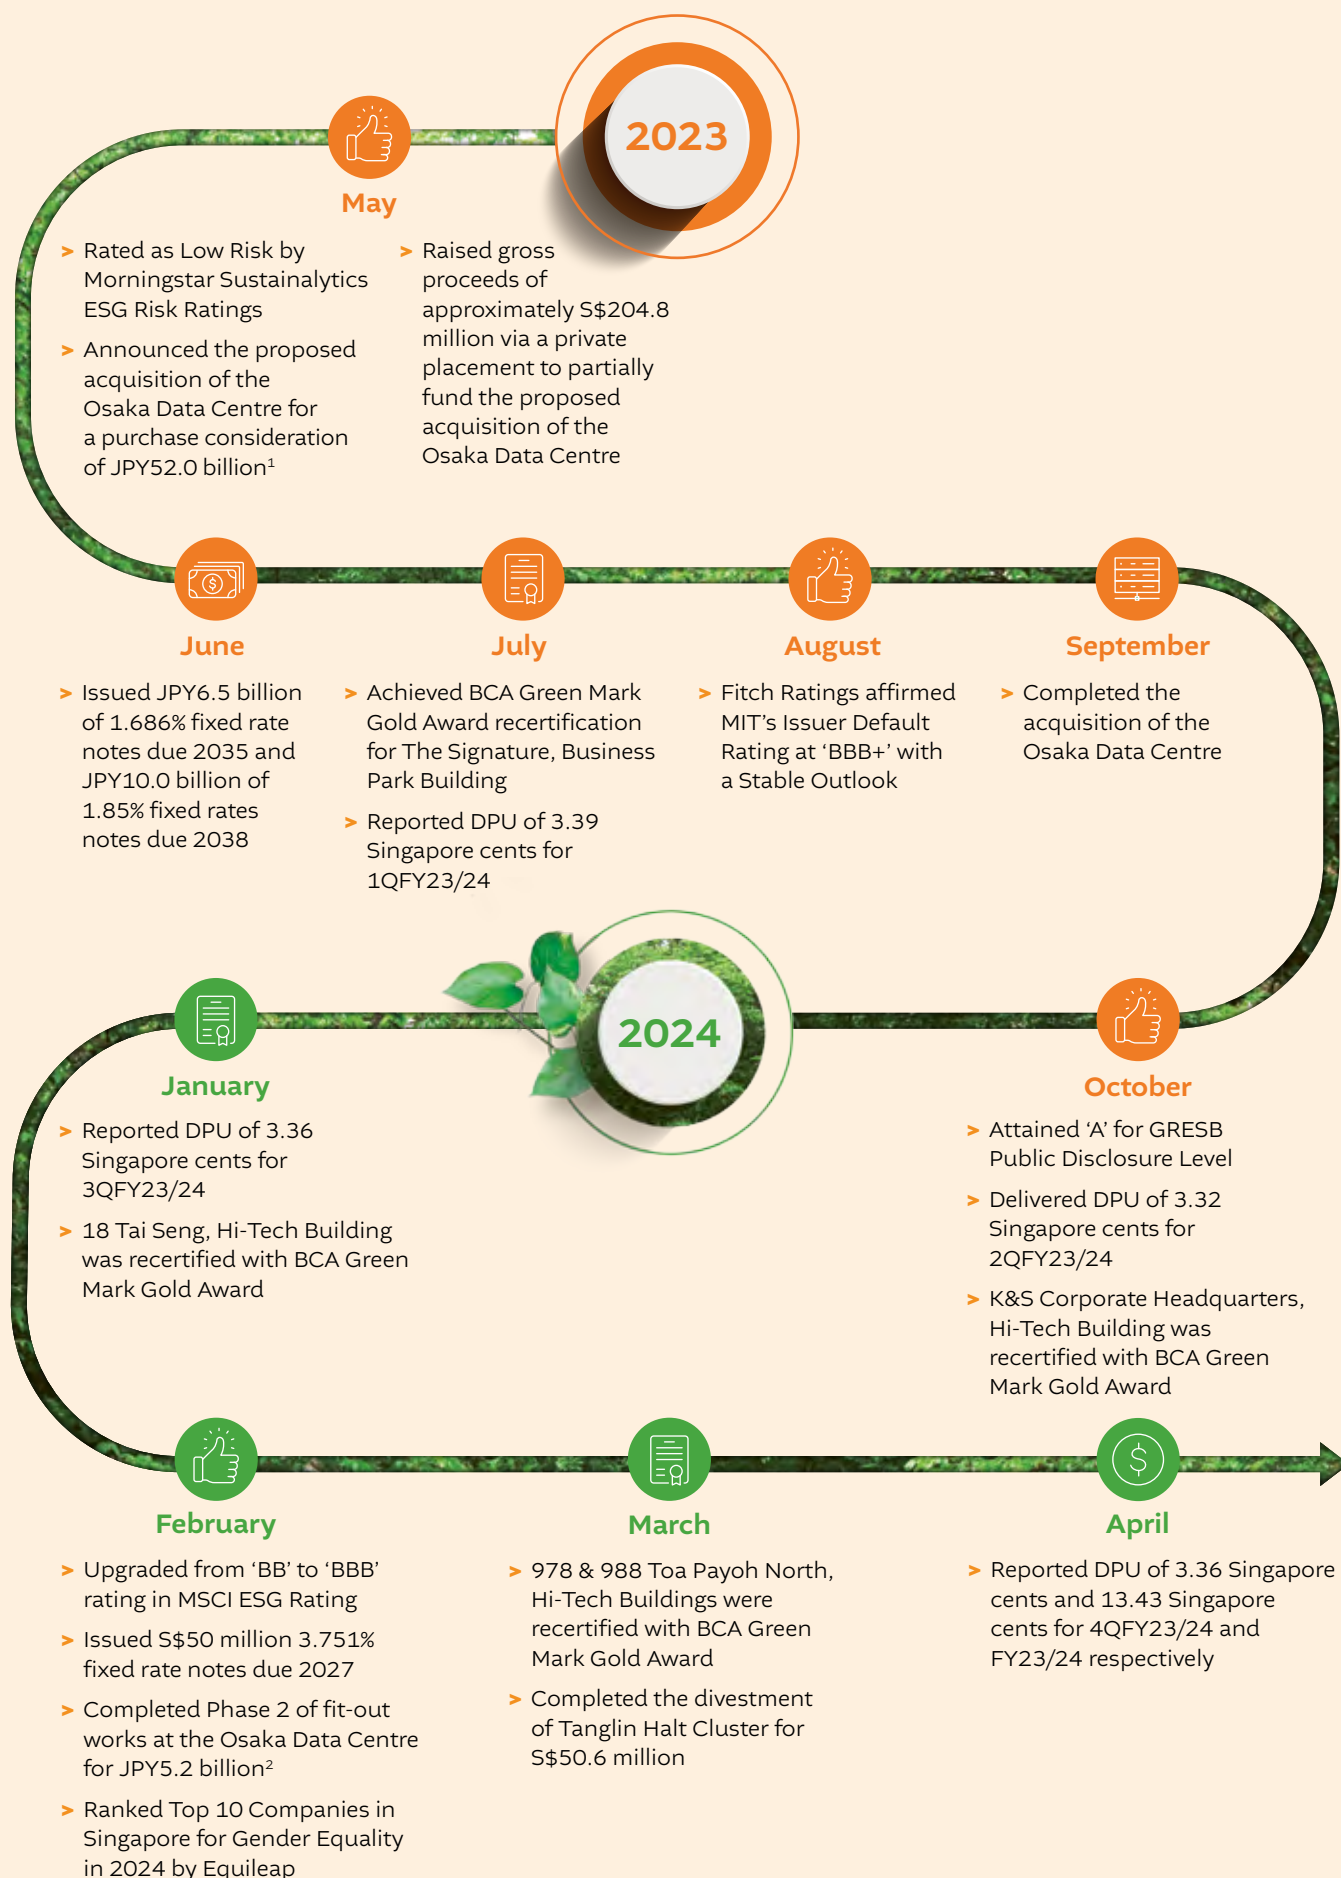 2023
May
> Rated as Low Risk by
Morningstar Sustainalytics
ESG Risk Ratings
> Announced the proposed
acquisition of the
Osaka Data Centre for
a purchase consideration
of JPY52.0 billion¹
> Raised gross
proceeds of
approximately S$204.8
million via a private
placement to partially
fund the proposed
acquisition of the
Osaka Data Centre
June
> Issued JPY6.5 billion
of 1.686% fixed rate
notes due 2035 and
JPY10.0 billion of
1.85% fixed rates
notes due 2038
July
> Achieved BCA Green Mark
Gold Award recertification
for The Signature, Business
Park Building
> Reported DPU of 3.39
Singapore cents for
1QFY23/24
August
> Fitch Ratings affirmed
MIT’s Issuer Default
Rating at ‘BBB+’ with
a Stable Outlook
September
> Completed the
acquisition of the
Osaka Data Centre
October
> Attained ‘A’ for GRESB
Public Disclosure Level
> Delivered DPU of 3.32
Singapore cents for
2QFY23/24
> K&S Corporate Headquarters,
Hi-Tech Building was
recertified with BCA Green
Mark Gold Award
2024
January
> Reported DPU of 3.36
Singapore cents for
3QFY23/24
> 18 Tai Seng, Hi-Tech Building
was recertified with BCA Green
Mark Gold Award
February
> Upgraded from ‘BB’ to ‘BBB’
rating in MSCI ESG Rating
> Issued S$50 million 3.751%
fixed rate notes due 2027
> Completed Phase 2 of fit-out
works at the Osaka Data Centre
for JPY5.2 billion²
> Ranked Top 10 Companies in
Singapore for Gender Equality
in 2024 by Equileap
March
> 978 & 988 Toa Payoh North,
Hi-Tech Buildings were
recertified with BCA Green
Mark Gold Award
> Completed the divestment
of Tanglin Halt Cluster for
S$50.6 million
April
> Reported DPU of 3.36 Singapore
cents and 13.43 Singapore
cents for 4QFY23/24 and
FY23/24 respectively